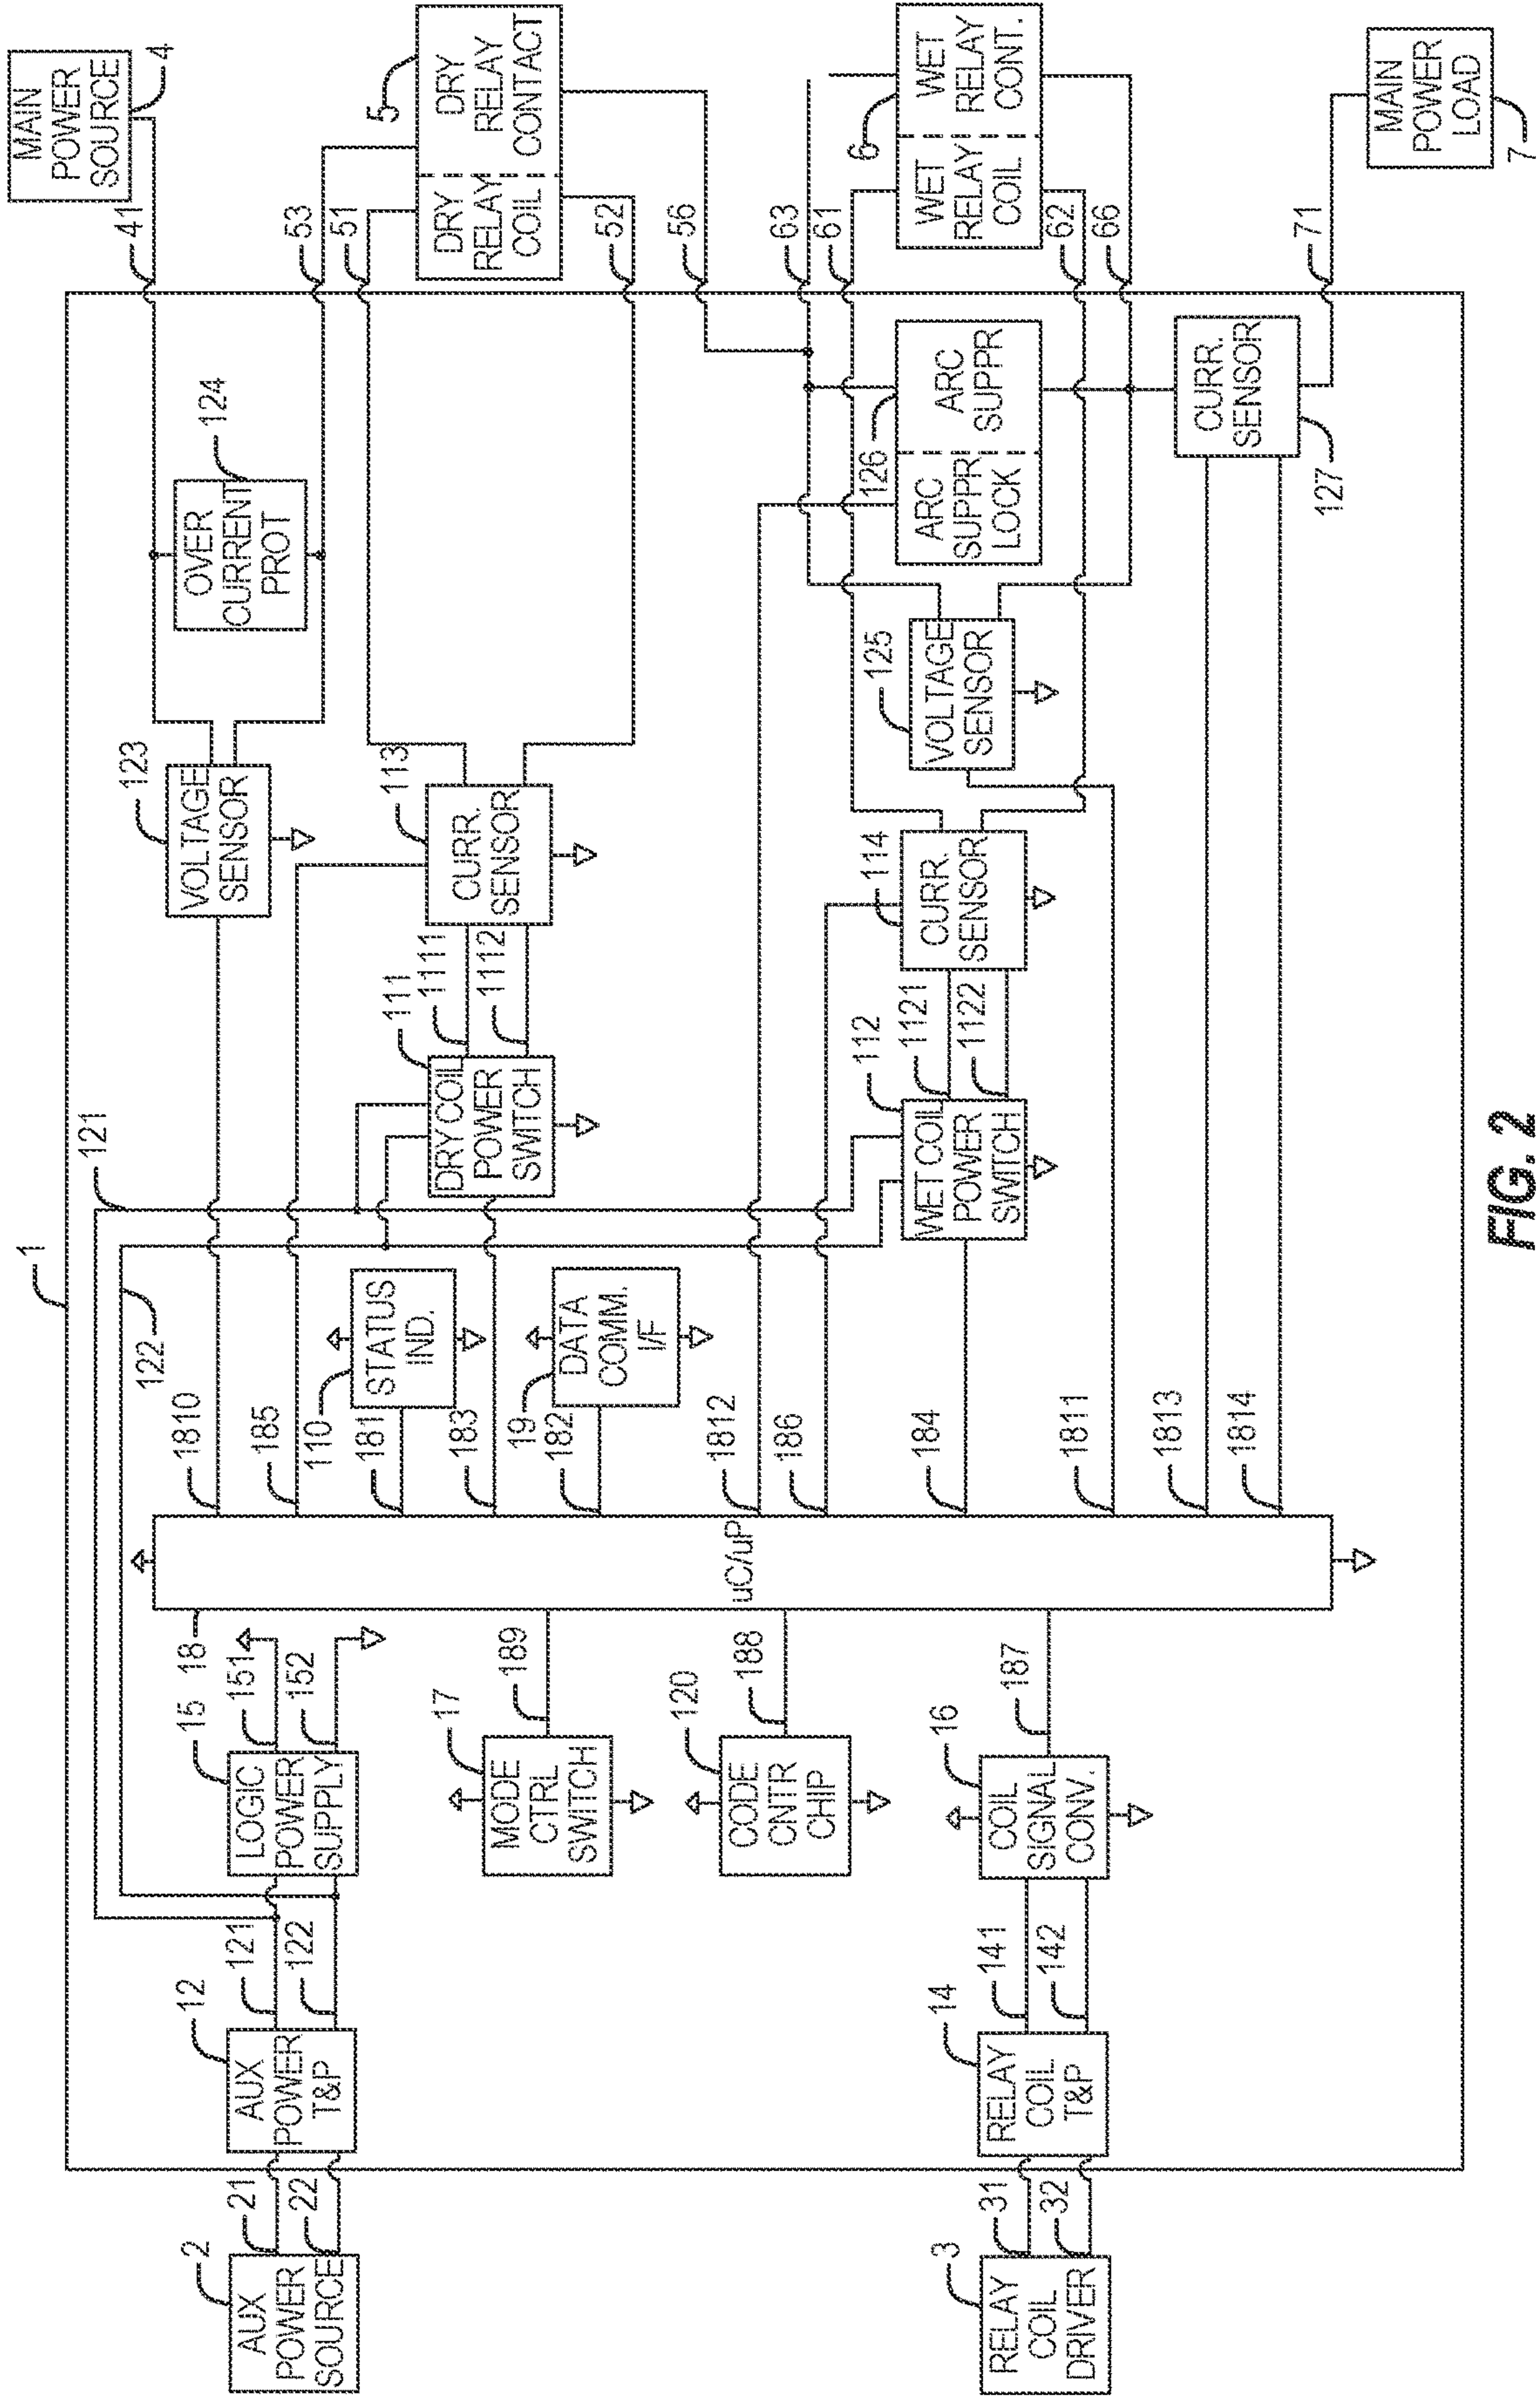 AUX
POWER
SOURCE
2
21
22
AUX
POWER
T&P
12
121
122
LOGIC
POWER
SUPPLY
15
151
152
18
uC/uP
RELAY
COIL
DRIVER
3
31
32
RELAY
COIL
T&P
14
141
142
COIL
SIGNAL
CONV.
16
187
MODE
CTRL
SWITCH
17
189
CODE
CNTR
CHIP
120
188
1
121
122
1810
185
110
181
183
19
182
1812
186
184
1811
1813
1814
STATUS
IND.
DATA
COMM.
I/F
DRY COIL
POWER
SWITCH
111
1111
1112
WET COIL
POWER
SWITCH
112
1121
1122
VOLTAGE
SENSOR
123
CURR.
SENSOR
113
CURR.
SENSOR
114
VOLTAGE
SENSOR
125
OVER
CURRENT
PROT
124
ARC
SUPPR
LOCK
ARC
SUPPR
126
CURR.
SENSOR
127
41
53
51
52
56
63
61
62
66
71
MAIN
POWER
SOURCE
4
DRY
RELAY
COIL
DRY
RELAY
CONTACT
5
WET
RELAY
COIL
WET
RELAY
CONT.
6
MAIN
POWER
LOAD
7
FIG. 2